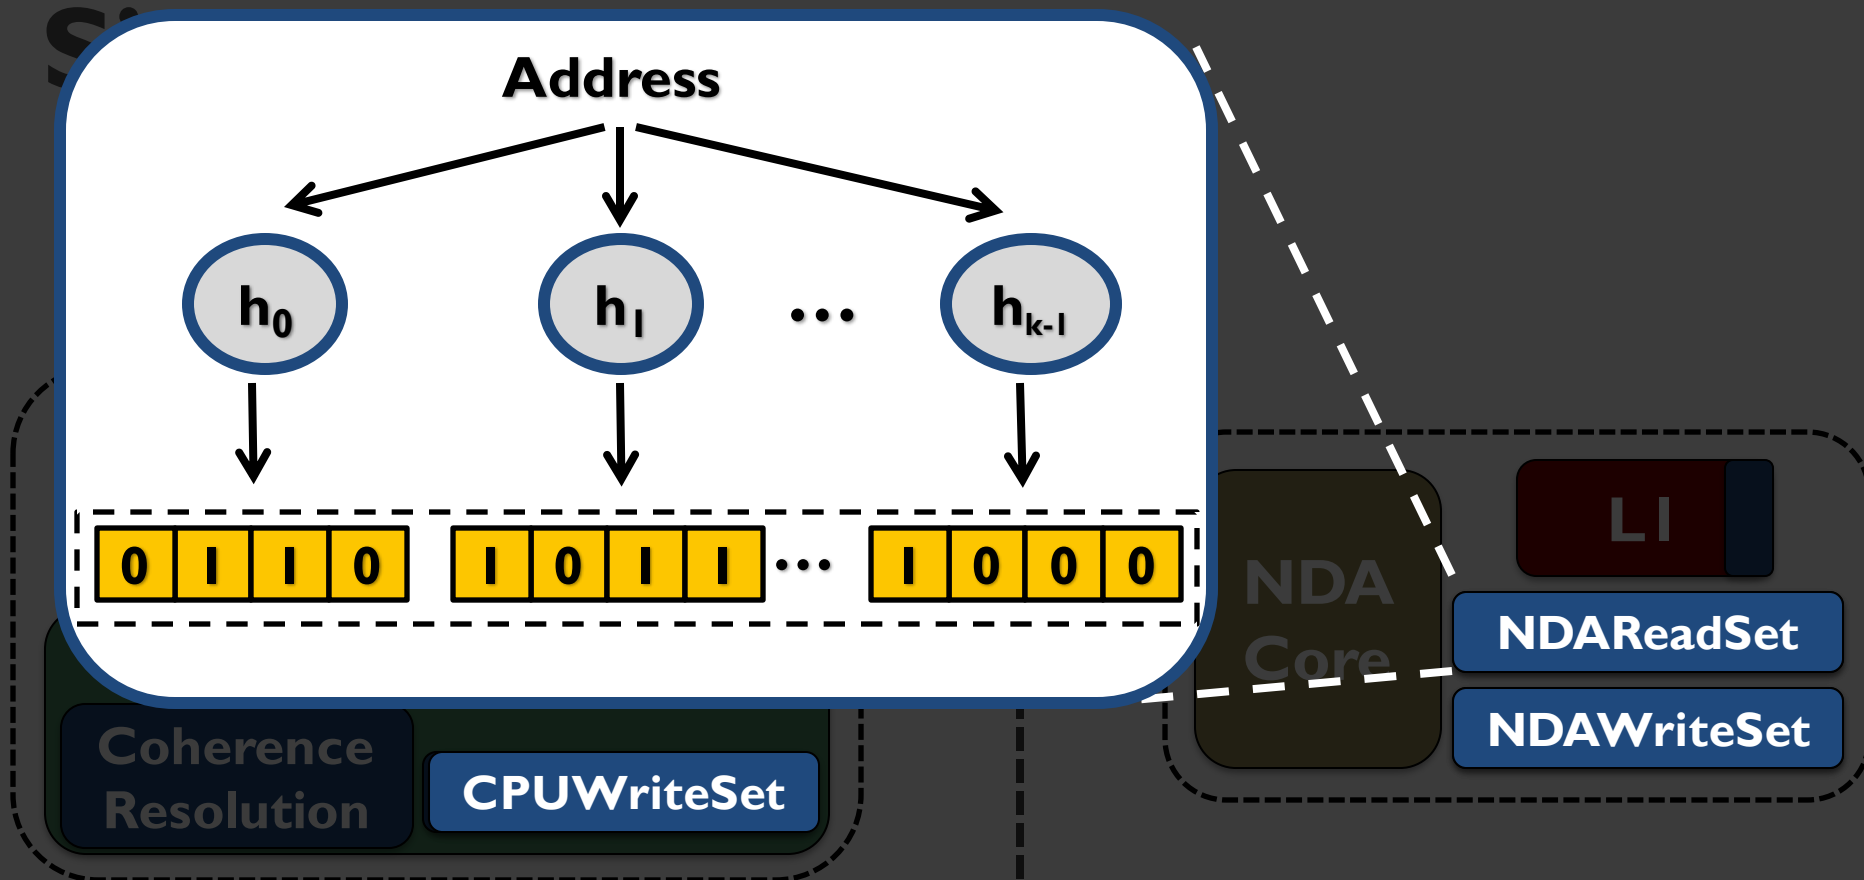 Address
h0 h1 ... hk-1
0 1 1 0 1 0 1 1 ... 1 0 0 0
NDA
Core
L1
NDAReadSet
NDAWriteSet
Coherence
Resolution
CPUWriteSet